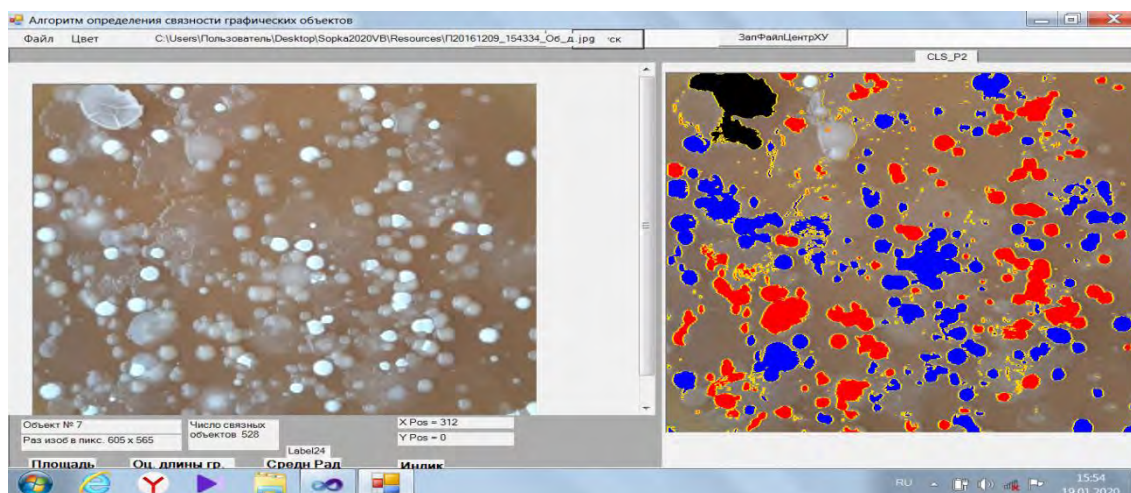 Алгоритм определения связности графических объектов
Файл Цвет C:\Users\Пользователь\Desktop\Sopka2020VB\Resources\П20161209_154334_Об_д.jpg ск ЗапФайлЦентрXY
CLS_P2
Объект № 7
Раз изоб в пикс. 605 x 565
Число связных
объектов 528
X Pos = 312
Y Pos = 0
Label24
Площадь Оц. длины гр. Средн Рад Индик
RU 15:54
19.01.2020